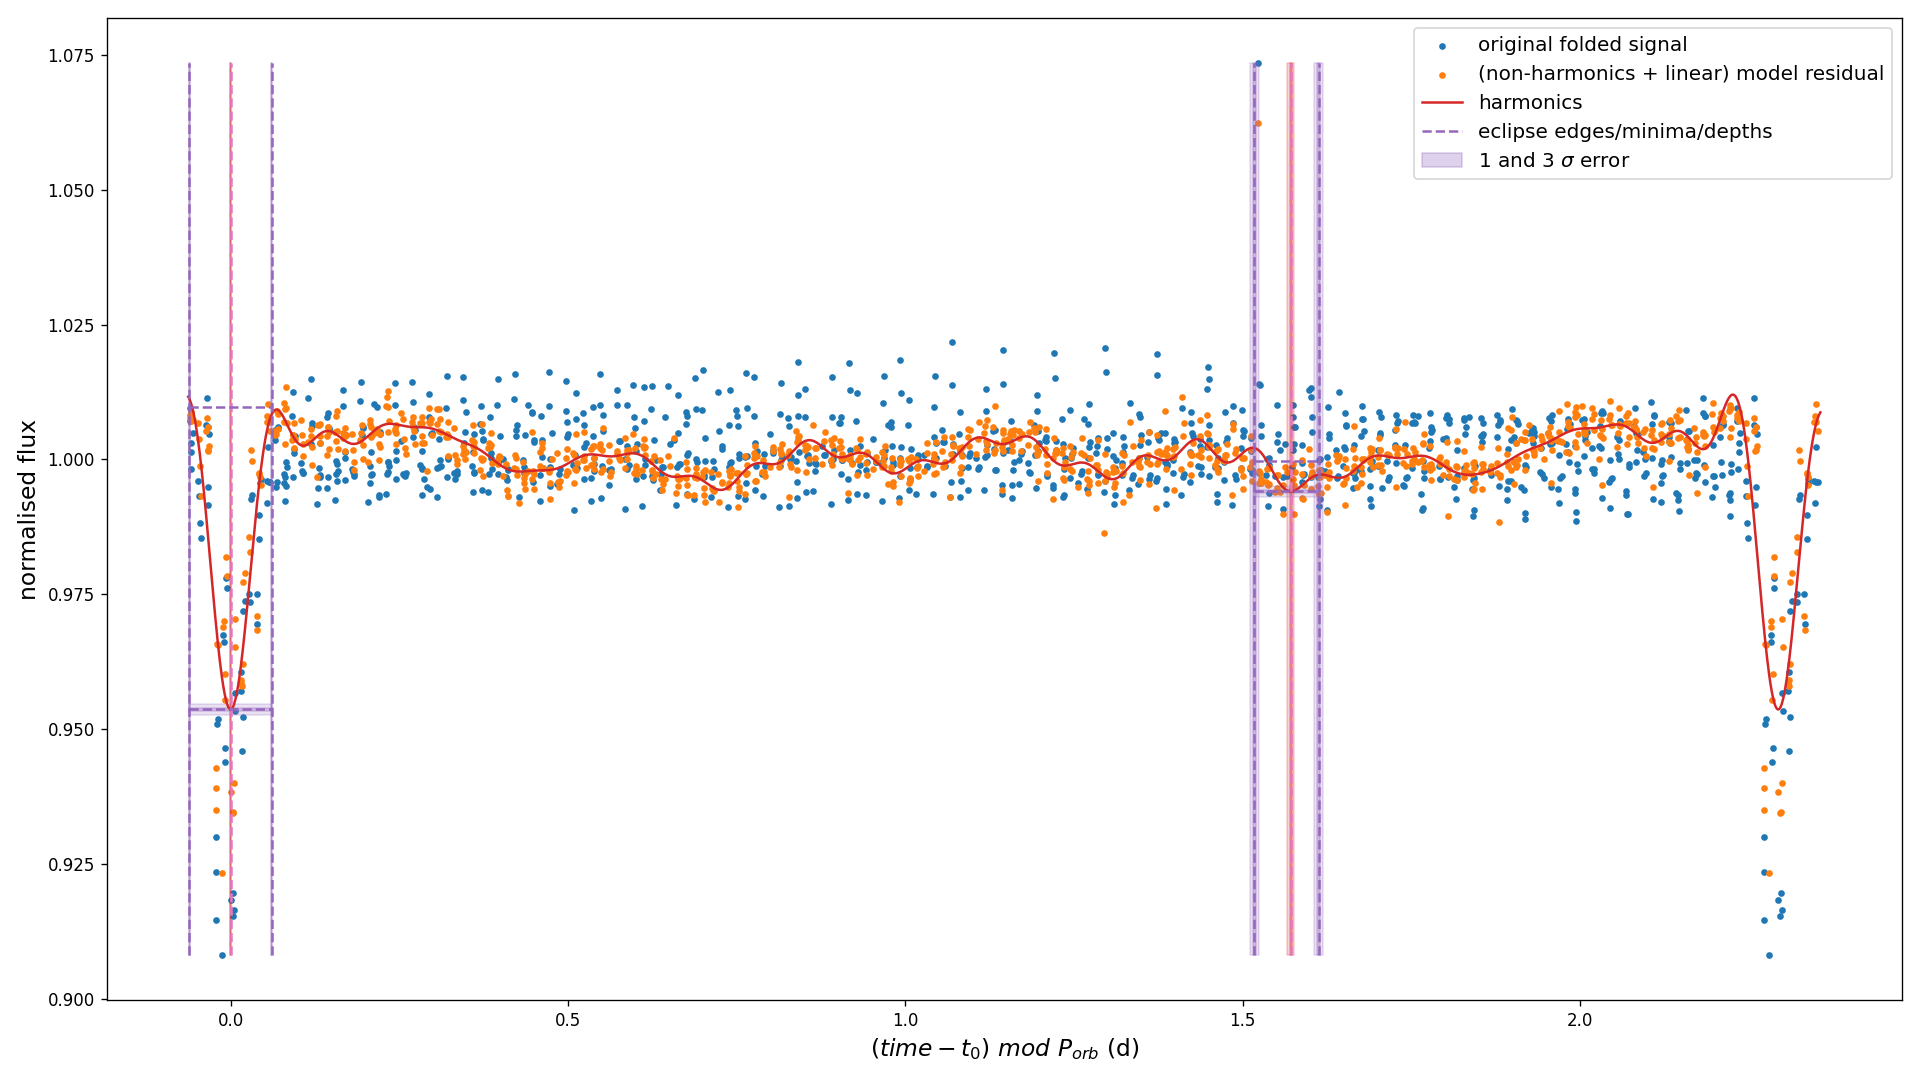 1.075
1.050
1.025
1.000
0.975
0.950
0.925
0.900
normalised flux
original folded signal
(non-harmonics + linear) model residual
harmonics
eclipse edges/minima/depths
1 and 3 σ error
0.0 0.5 1.0 1.5 2.0
(time − t₀) mod P_orb (d)